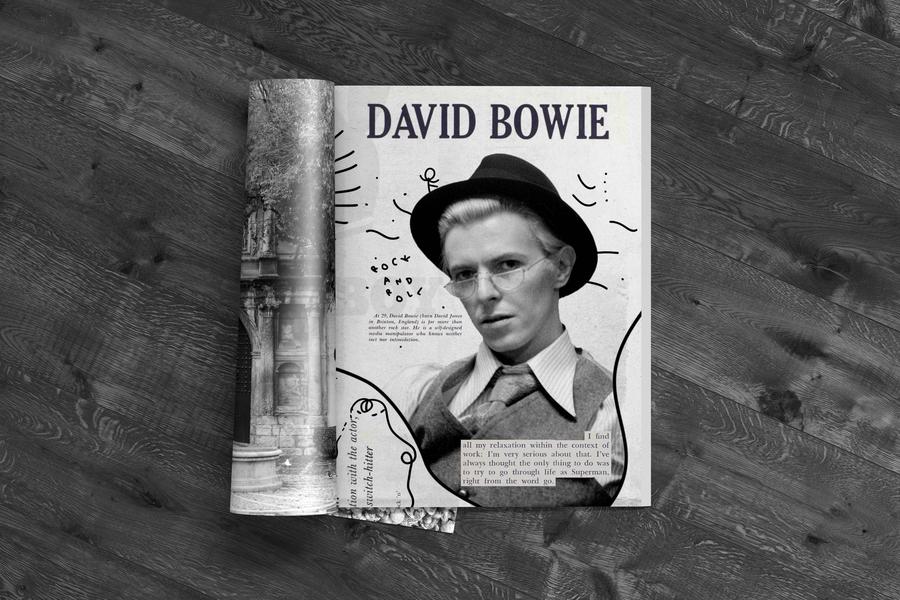 DAVID BOWIE
ROCK
AND
ROLL
At 29, David Bowie (born David Jones
in Brixton, England) is far more than
another rock star. He is a self-designed
media manipulator who knows neither
tact nor intimidation.
tion with the actor,
switch-hitter
I find
all my relaxation within the context of
work; I'm very serious about that. I've
always thought the only thing to do was
to try to go through life as Superman,
right from the word go.